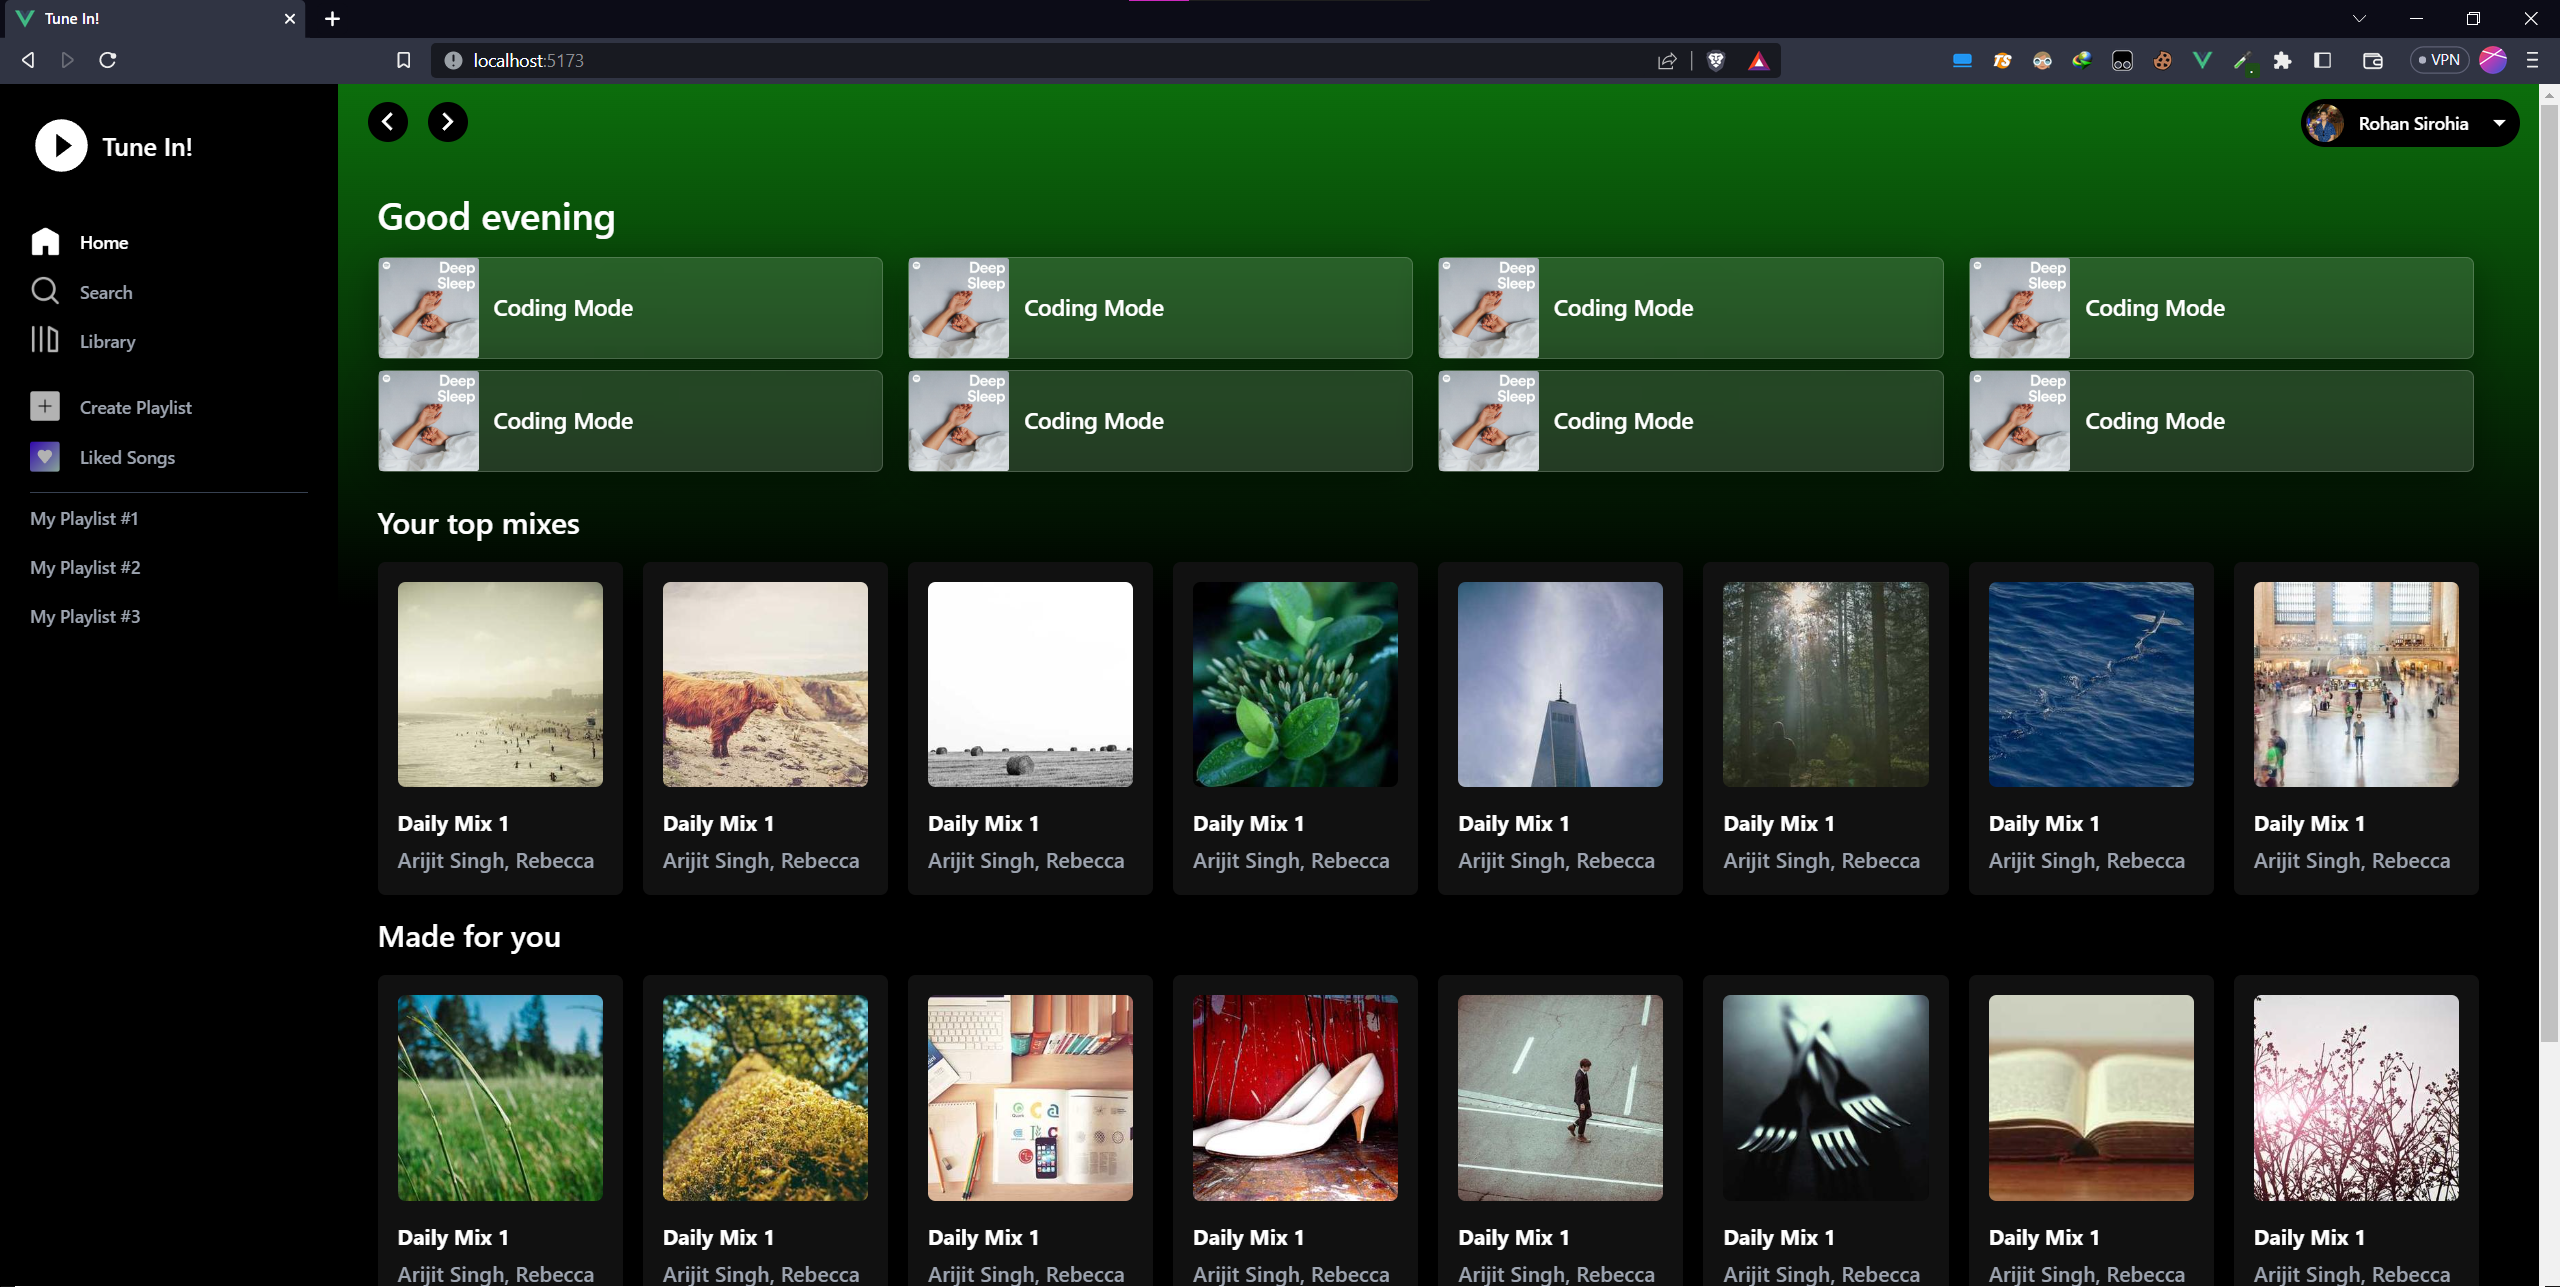 Tune In!
localhost:5173
VPN
Tune In!
Rohan Sirohia
Home
Search
Library
Create Playlist
Liked Songs
My Playlist #1
My Playlist #2
My Playlist #3
Good evening
Deep
Sleep
Coding Mode
Deep
Sleep
Coding Mode
Deep
Sleep
Coding Mode
Deep
Sleep
Coding Mode
Deep
Sleep
Coding Mode
Deep
Sleep
Coding Mode
Deep
Sleep
Coding Mode
Deep
Sleep
Coding Mode
Your top mixes
Daily Mix 1
Arijit Singh, Rebecca
Daily Mix 1
Arijit Singh, Rebecca
Daily Mix 1
Arijit Singh, Rebecca
Daily Mix 1
Arijit Singh, Rebecca
Daily Mix 1
Arijit Singh, Rebecca
Daily Mix 1
Arijit Singh, Rebecca
Daily Mix 1
Arijit Singh, Rebecca
Daily Mix 1
Arijit Singh, Rebecca
Made for you
Daily Mix 1
Arijit Singh, Rebecca
Daily Mix 1
Arijit Singh, Rebecca
Daily Mix 1
Arijit Singh, Rebecca
Daily Mix 1
Arijit Singh, Rebecca
Daily Mix 1
Arijit Singh, Rebecca
Daily Mix 1
Arijit Singh, Rebecca
Daily Mix 1
Arijit Singh, Rebecca
Daily Mix 1
Arijit Singh, Rebecca